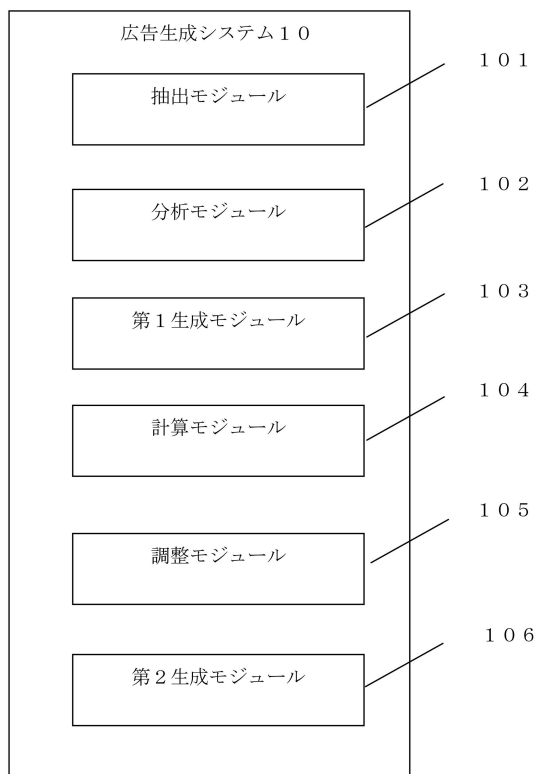 広告生成システム１０
抽出モジュール
１０１
分析モジュール
１０２
第１生成モジュール
１０３
計算モジュール
１０４
調整モジュール
１０５
第２生成モジュール
１０６